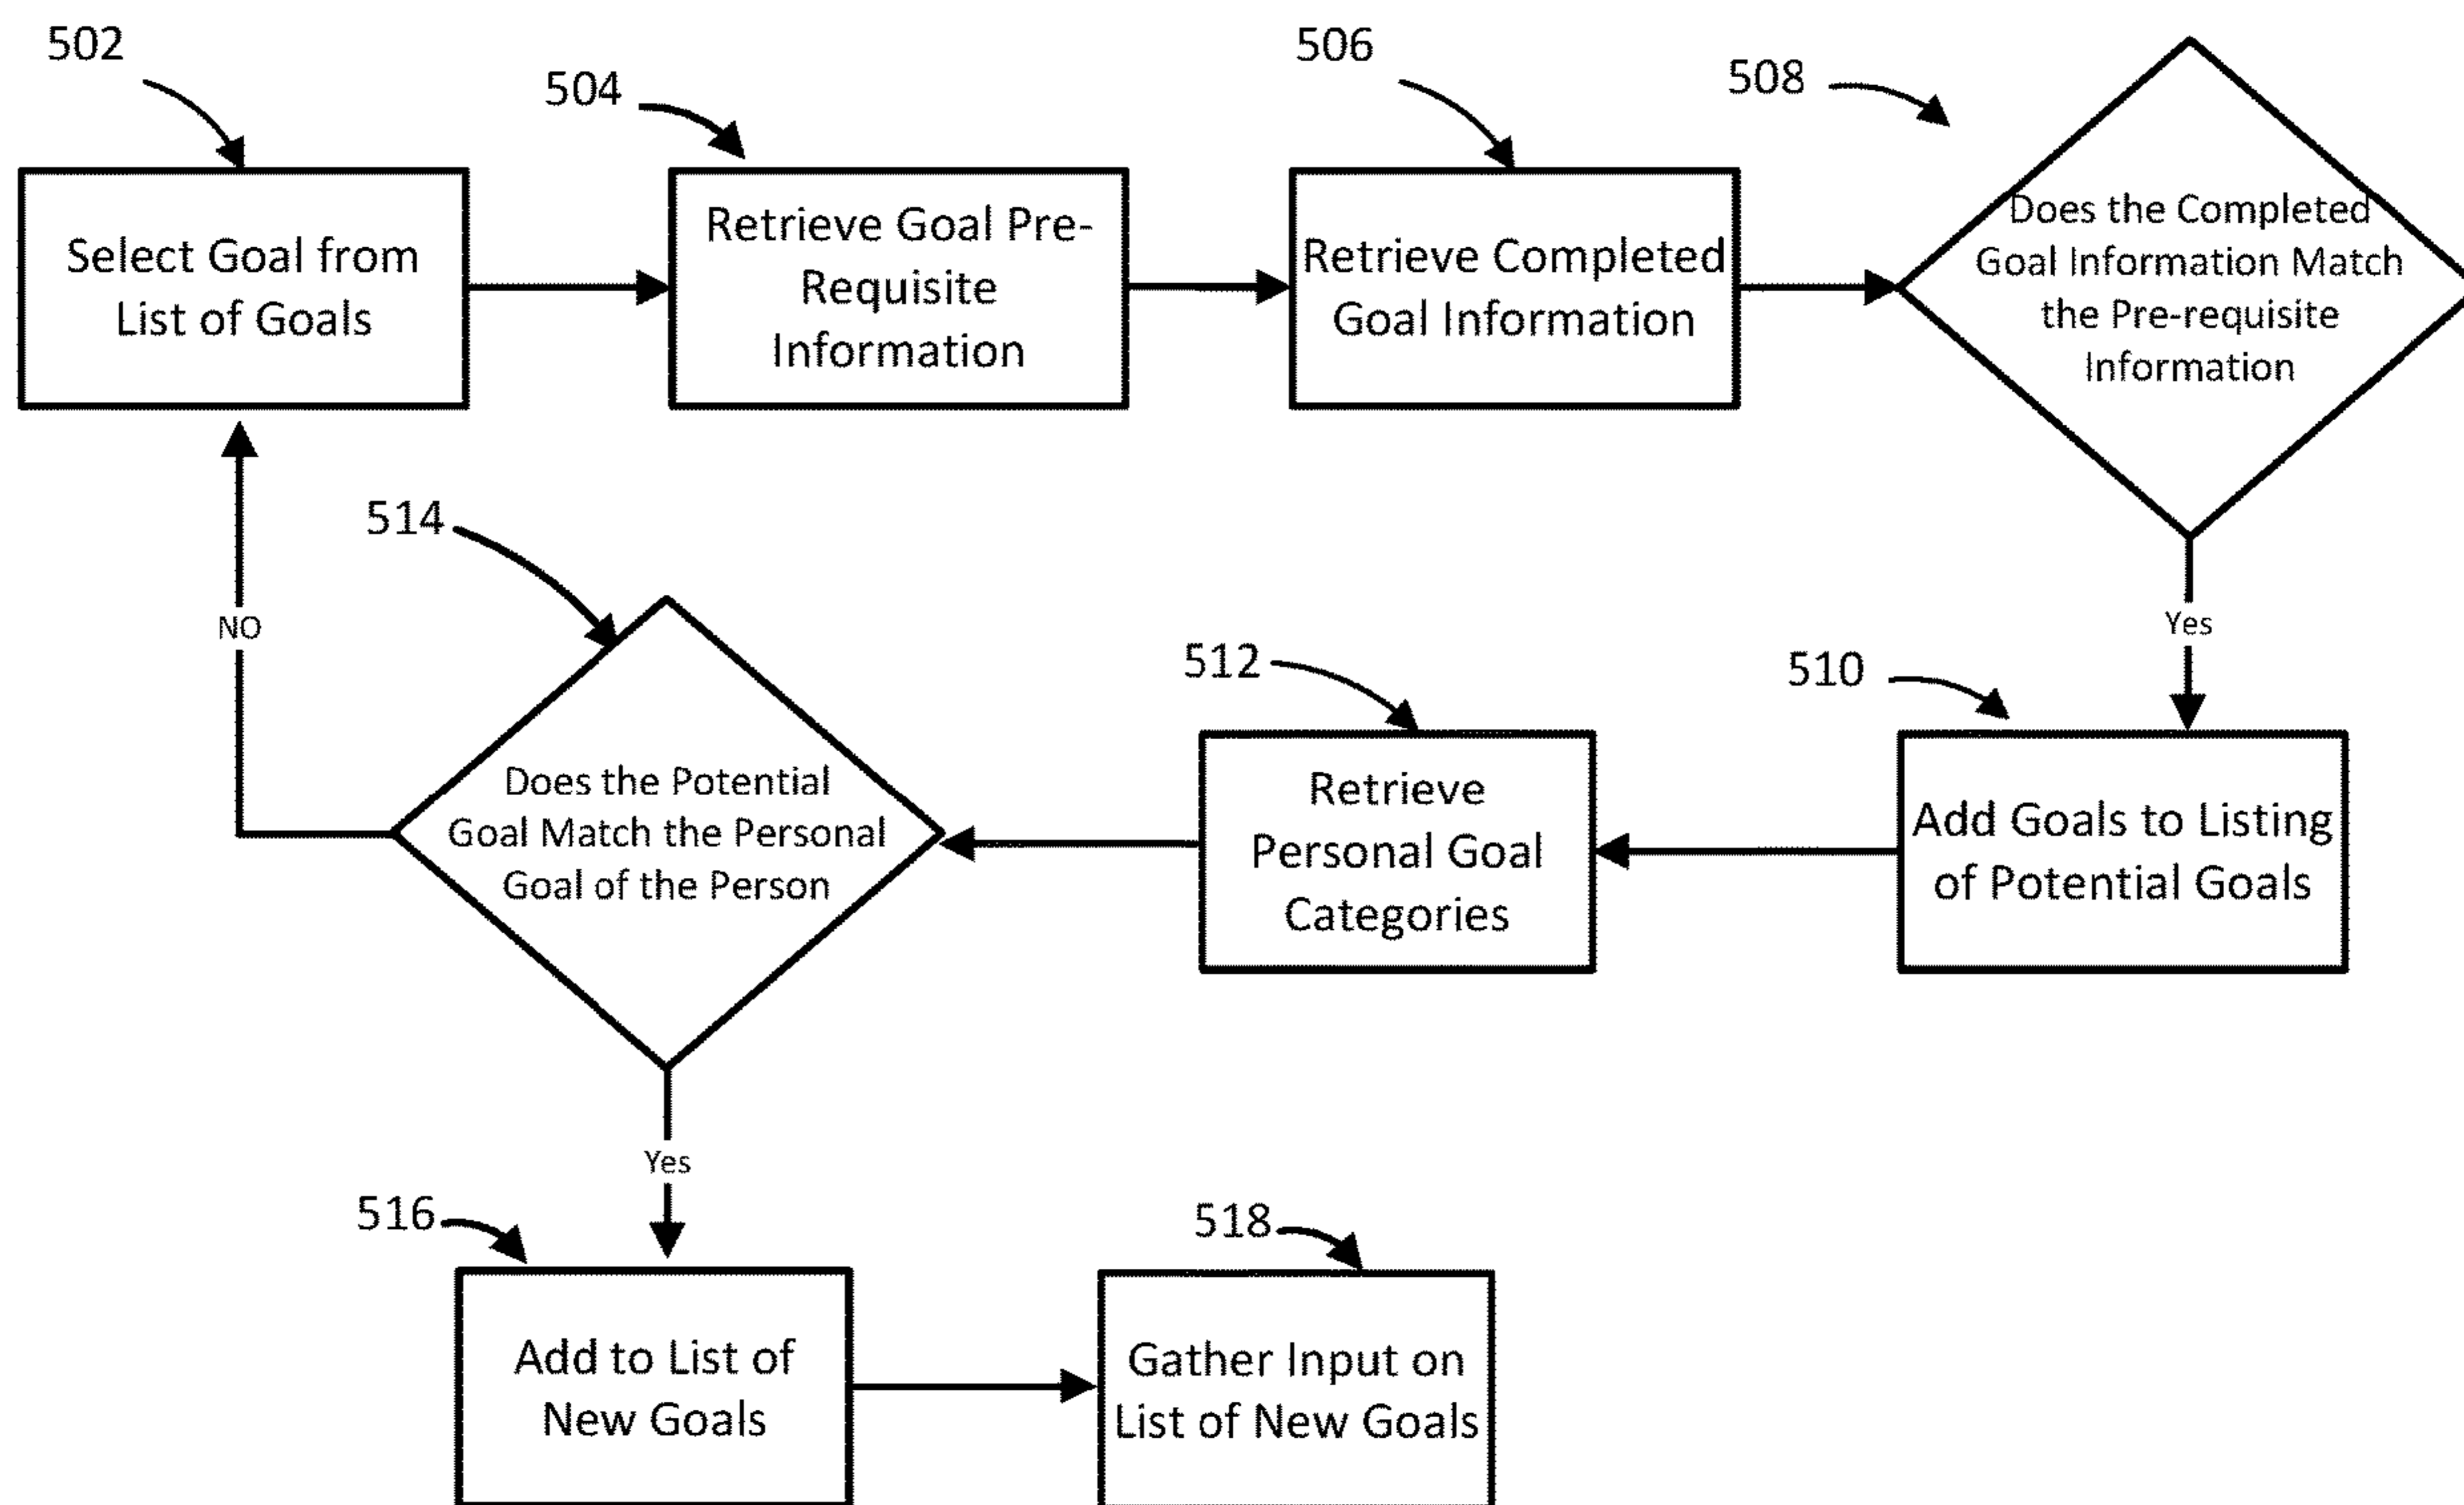 502
Select Goal from
List of Goals
504
Retrieve Goal Pre-
Requisite
Information
506
Retrieve Completed
Goal Information
508
Does the Completed
Goal Information Match
the Pre-requisite
Information
Yes
510
Add Goals to Listing
of Potential Goals
512
Retrieve
Personal Goal
Categories
514
Does the Potential
Goal Match the Personal
Goal of the Person
NO
Yes
516
Add to List of
New Goals
518
Gather Input on
List of New Goals